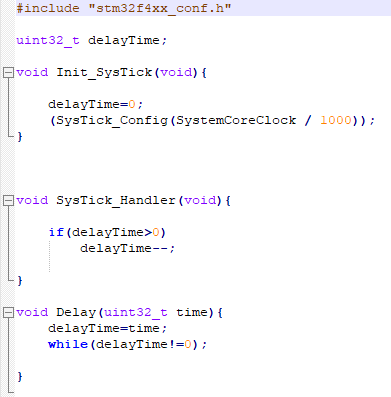 #include "stm32f4xx_conf.h"
uint32_t delayTime;
void Init_SysTick(void){
delayTime=0;
(SysTick_Config(SystemCoreClock / 1000));
}
void SysTick_Handler(void){
if(delayTime>0)
delayTime--;
}
void Delay(uint32_t time){
delayTime=time;
while(delayTime!=0);
}